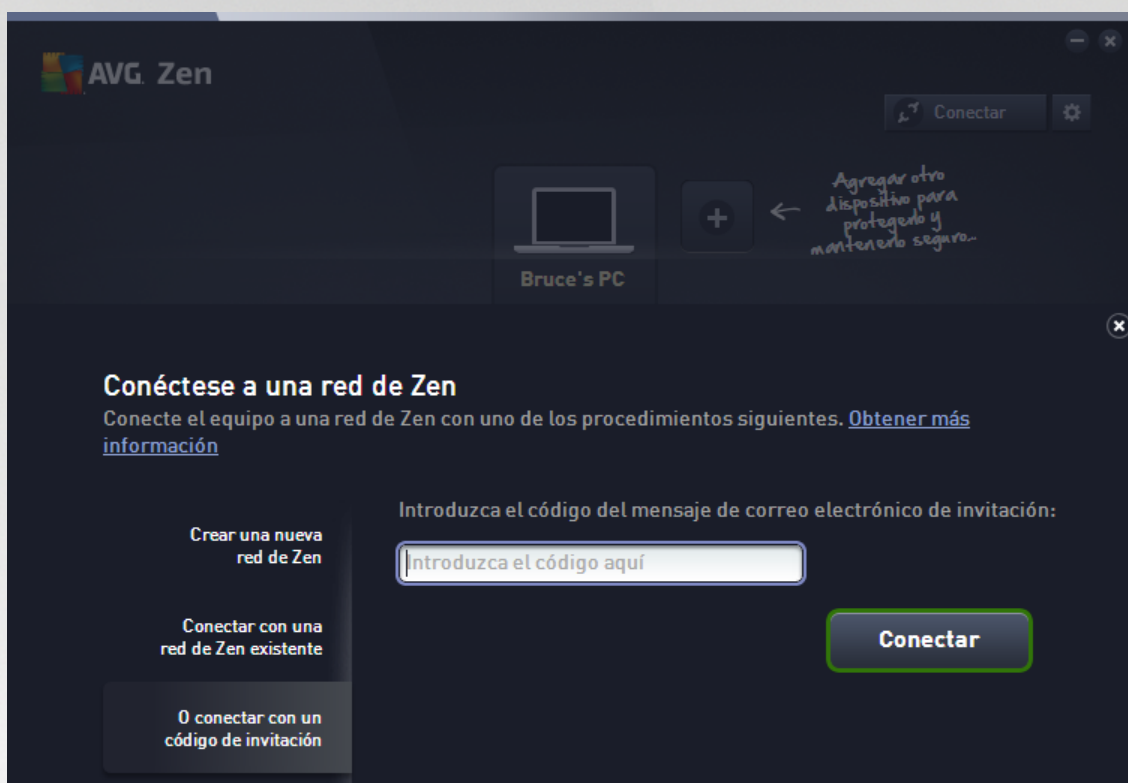 AVG. Zen
Conectar
Agregar otro
dispositivo para
protegerlo y
mantenerlo seguro...
Bruce's PC
Conéctese a una red de Zen
Conecte el equipo a una red de Zen con uno de los procedimientos siguientes. Obtener más
información
Introduzca el código del mensaje de correo electrónico de invitación:
Crear una nueva
red de Zen
Introduzca el código aquí
Conectar con una
red de Zen existente
Conectar
O conectar con un
código de invitación